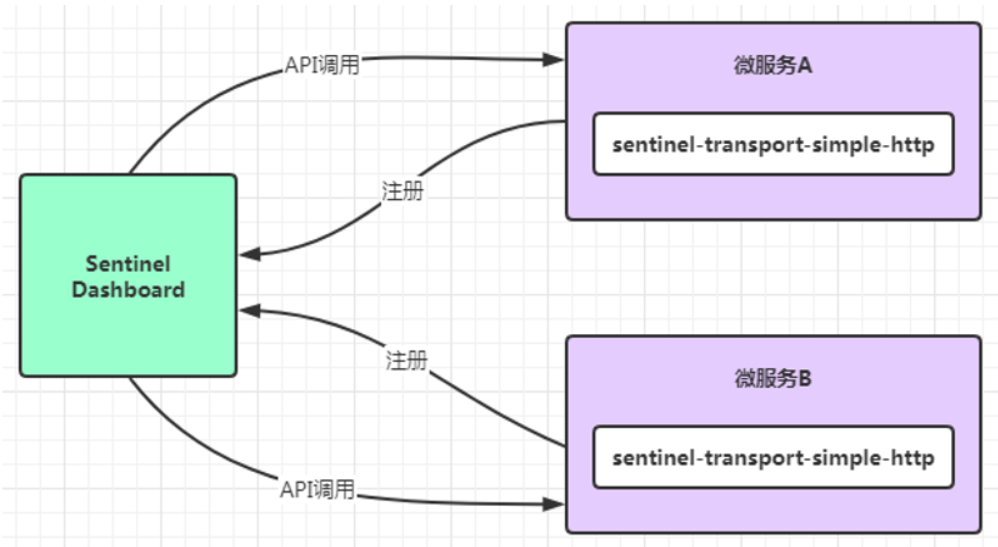 API调用
微服务A
sentinel-transport-simple-http
注册
Sentinel
Dashboard
注册
微服务B
sentinel-transport-simple-http
API调用